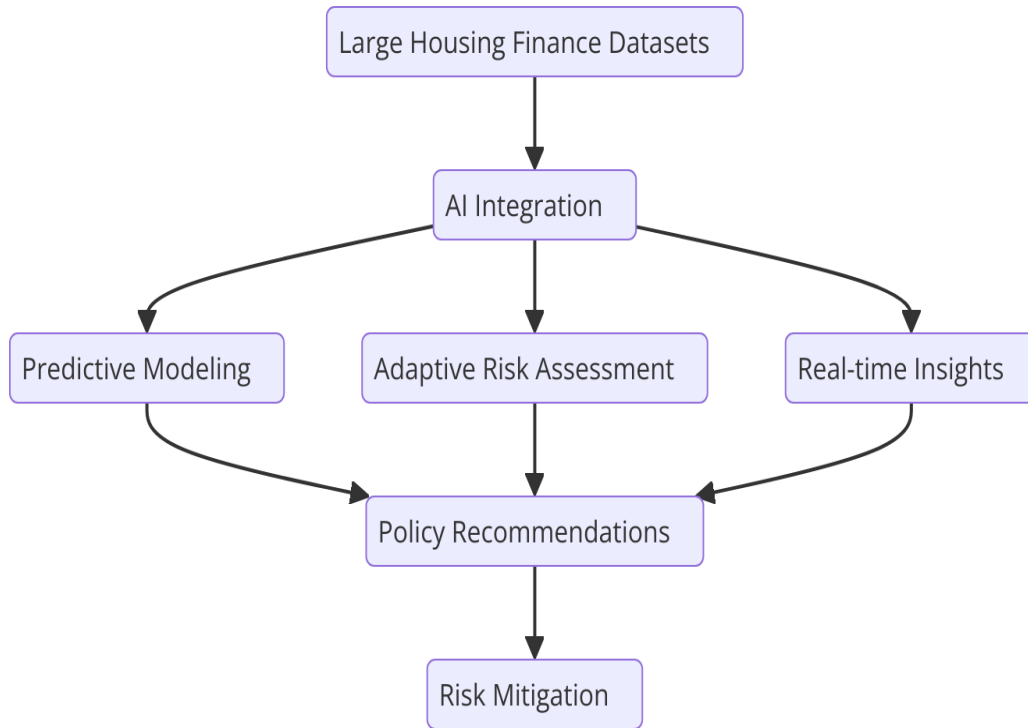 Large Housing Finance Datasets
AI Integration
Predictive Modeling
Adaptive Risk Assessment
Real-time Insights
Policy Recommendations
Risk Mitigation